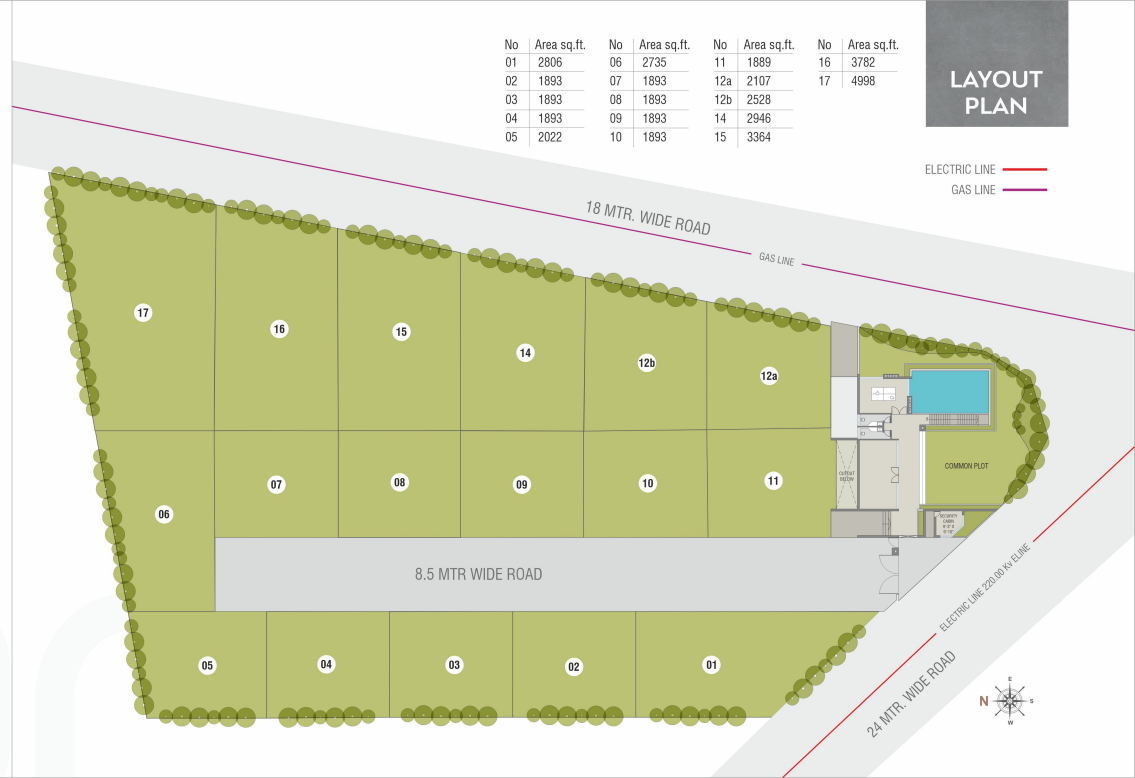 No Area sq.ft. No Area sq.ft. No Area sq.ft. No Area sq.ft.
01 2806 06 2735 11 1889 16 3782
02 1893 07 1893 12a 2107 17 4998
03 1893 08 1893 12b 2528
04 1893 09 1893 14 2946
05 2022 10 1893 15 3364
LAYOUT
PLAN
ELECTRIC LINE
GAS LINE
18 MTR. WIDE ROAD
GAS LINE
17
16
15
14
12b
12a
COMMON PLOT
CUTOUT
BELOW
07
08
09
10
11
06
SECURITY
CABIN
8.5 MTR WIDE ROAD
ELECTRIC LINE 220.00 Kv ELINE
05
04
03
02
01
24 MTR. WIDE ROAD
E
N
S
W